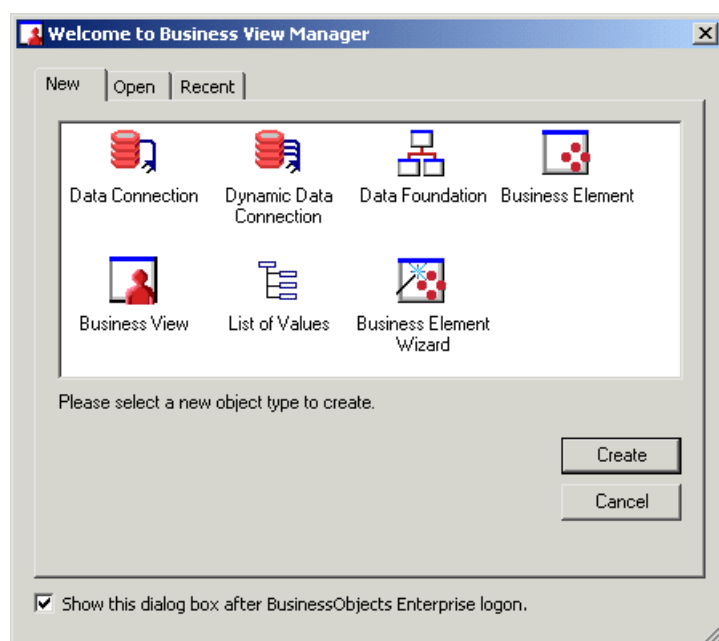 Welcome to Business View Manager
New Open Recent
Data Connection Dynamic Data Data Foundation Business Element
Connection
Business View List of Values Business Element
Wizard
Please select a new object type to create.
Create
Cancel
Show this dialog box after BusinessObjects Enterprise logon.